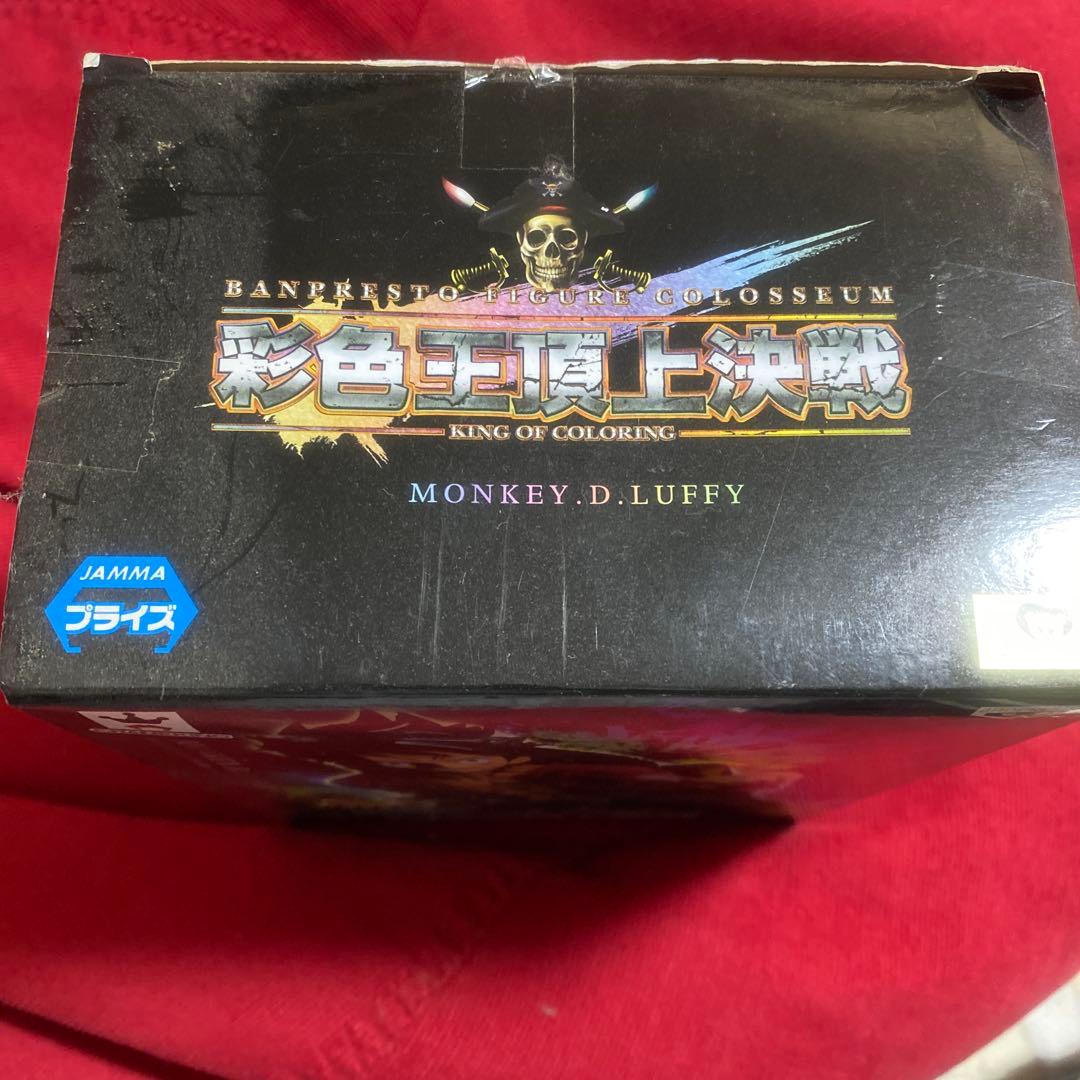 BANPRESTO FIGURE COLOSSEUM
彩色王頂上決戦
KING OF COLORING
MONKEY.D.LUFFY
JAMMA
プライズ